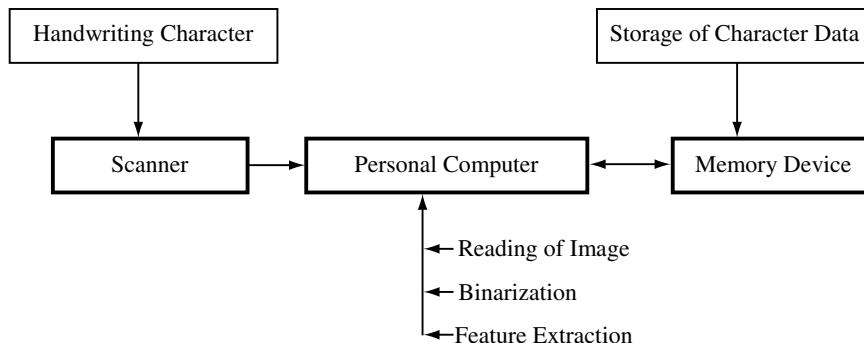 Handwriting Character
Storage of Character Data
Scanner
Personal Computer
Memory Device
Reading of Image
Binarization
Feature Extraction